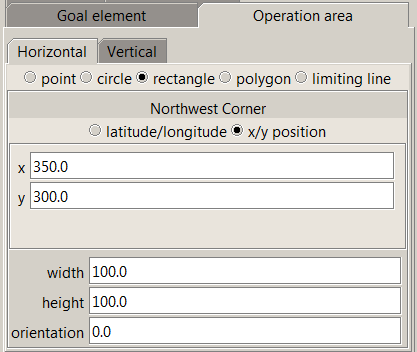 Goal element Operation area
Horizontal Vertical
point circle rectangle polygon limiting line
Northwest Corner
latitude/longitude x/y position
x 350.0
y 300.0
width 100.0
height 100.0
orientation 0.0